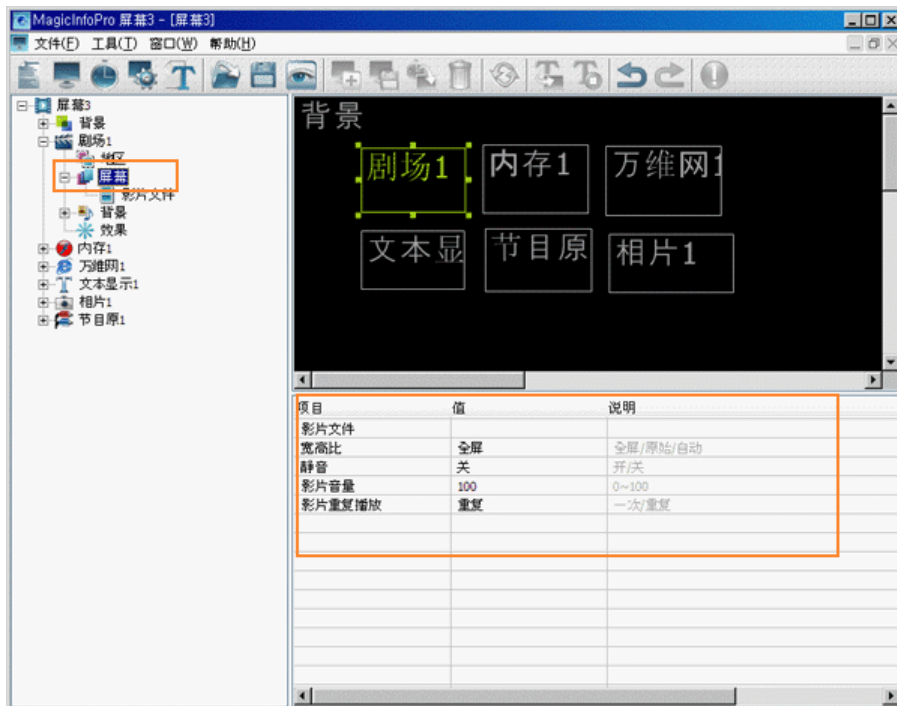 MagicInfoPro 屏幕3 - [屏幕3]
文件(F) 工具(T) 窗口(W) 帮助(H)
屏幕3
背景
剧场1
地区
屏幕
影片文件
背景
效果
内存1
万维网1
文本显示1
相片1
节目原1
背景
剧场1 内存1 万维网1
文本显 节目原 相片1
项目 值 说明
影片文件
宽高比 全屏 全屏/原始/自动
静音 关 开/关
影片音量 100 0~100
影片重复播放 重复 一次/重复